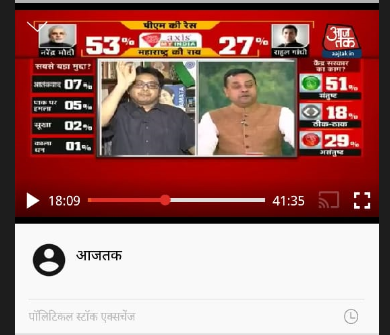 पीएम की रेस
नरेंद्र मोदी
53%
axis
MY INDIA
महाराष्ट्र की राय
27%
राहुल गांधी
आज तक
aajtak.in
सबसे बड़ा मुद्दा?
आतंकवाद 07%
पाक पर हमला 05%
सूखा 02%
काला धन 01%
केंद्र सरकार का काम?
51% संतुष्ट
18% ठीक-ठाक
29% असंतुष्ट
18:09
41:35
आजतक
पॉलिटिकल स्टॉक एक्सचेंज